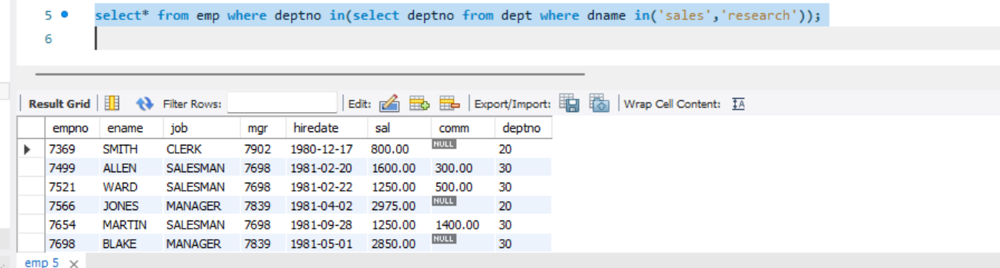 5 select* from emp where deptno in(select deptno from dept where dname in('sales','research'));
6
Result Grid Filter Rows: Edit: Export/Import: Wrap Cell Content: IA
empno ename job mgr hiredate sal comm deptno
7369 SMITH CLERK 7902 1980-12-17 800.00 NULL 20
7499 ALLEN SALESMAN 7698 1981-02-20 1600.00 300.00 30
7521 WARD SALESMAN 7698 1981-02-22 1250.00 500.00 30
7566 JONES MANAGER 7839 1981-04-02 2975.00 NULL 20
7654 MARTIN SALESMAN 7698 1981-09-28 1250.00 1400.00 30
7698 BLAKE MANAGER 7839 1981-05-01 2850.00 NULL 30
emp 5